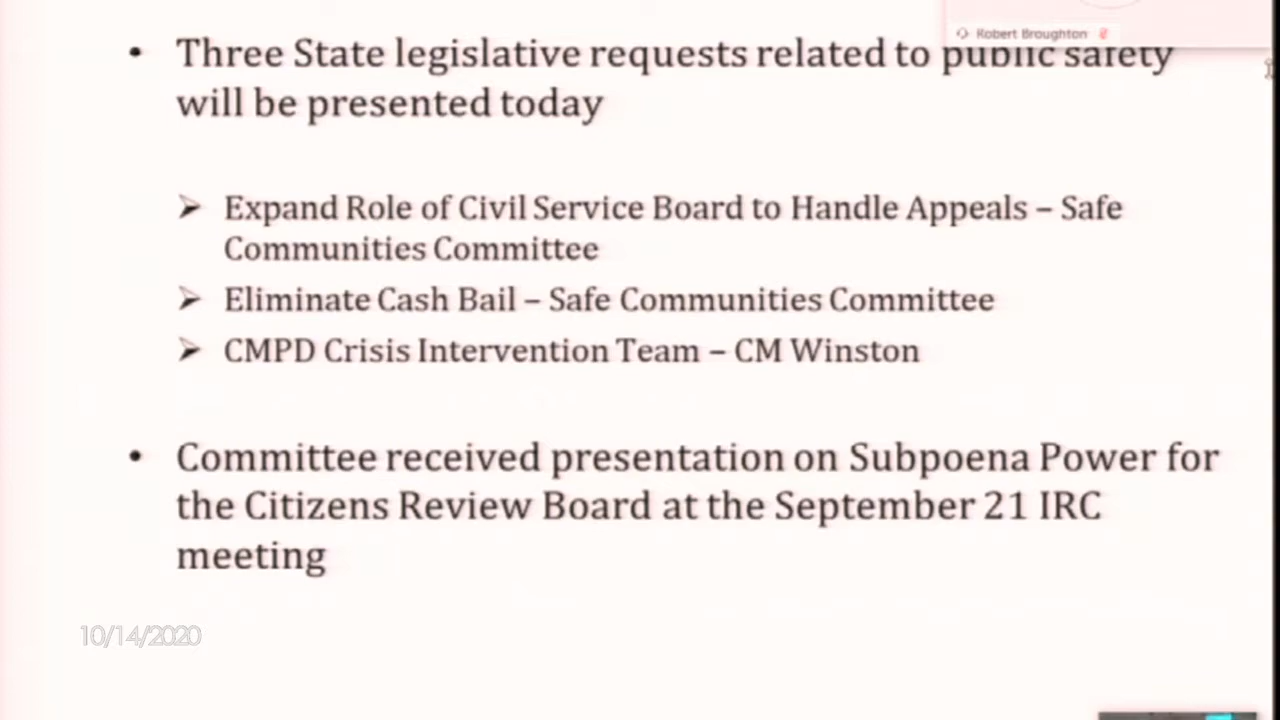 Robert Broughton
• Three State legislative requests related to public safety
will be presented today
➢ Expand Role of Civil Service Board to Handle Appeals – Safe
Communities Committee
➢ Eliminate Cash Bail – Safe Communities Committee
➢ CMPD Crisis Intervention Team – CM Winston
• Committee received presentation on Subpoena Power for
the Citizens Review Board at the September 21 IRC
meeting
10/14/2020